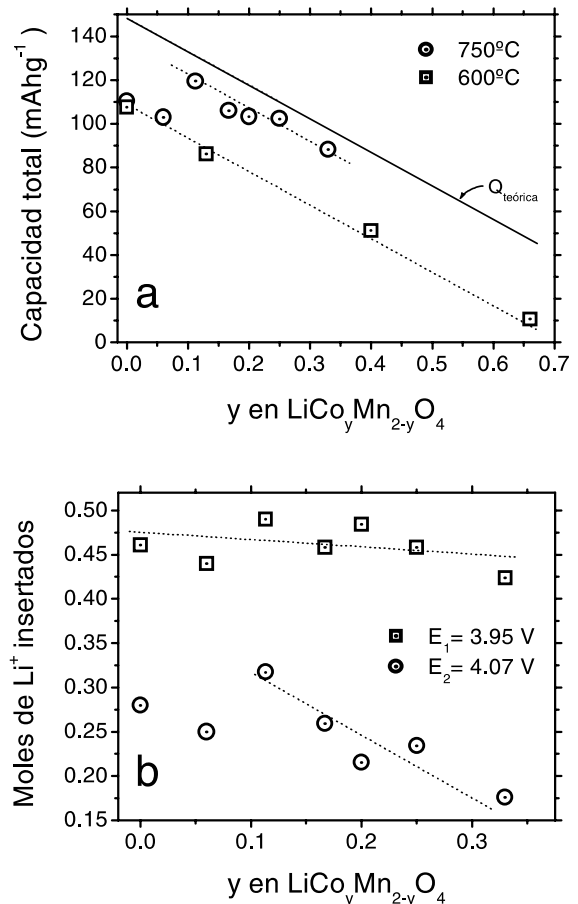 140
120
100
80
60
40
20
0
Capacidad total (mAhg⁻¹)
750ºC
600ºC
Q_teórica
a
0.0 0.1 0.2 0.3 0.4 0.5 0.6 0.7
y en LiCo_yMn_2-yO_4
0.50
0.45
0.40
0.35
0.30
0.25
0.20
0.15
Moles de Li⁺ insertados
E_1= 3.95 V
E_2= 4.07 V
b
0.0 0.1 0.2 0.3
y en LiCo_yMn_2-yO_4